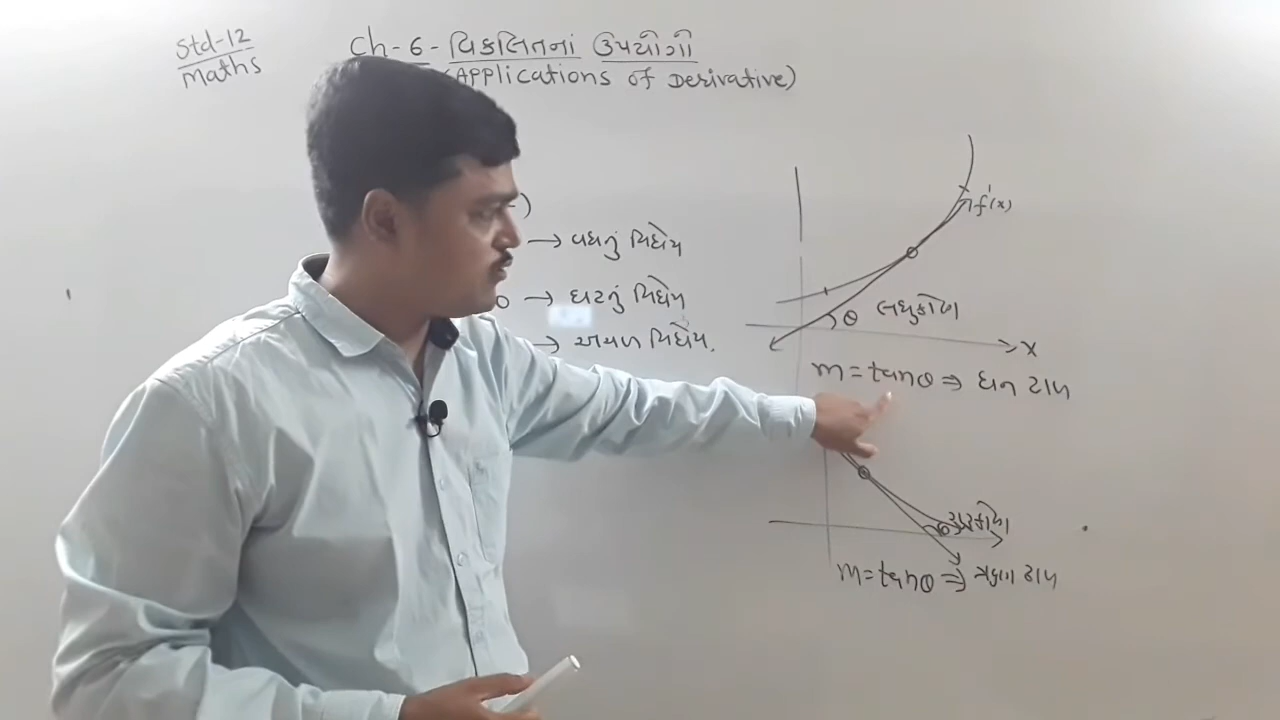 Std-12
Maths
Ch-6- વિકલિતનાં ઉપયોગો
(Applications of Derivative)
→ વધતું વિધેય
0 → ઘટતું વિધેય
→ અચળ વિધેય.
f'(x)
θ લઘુકોણ
x
m = tanθ ⇒ ધન ઢાળ
θ ગુરુકોણ
m = tanθ ⇒ ઋણ ઢાળ